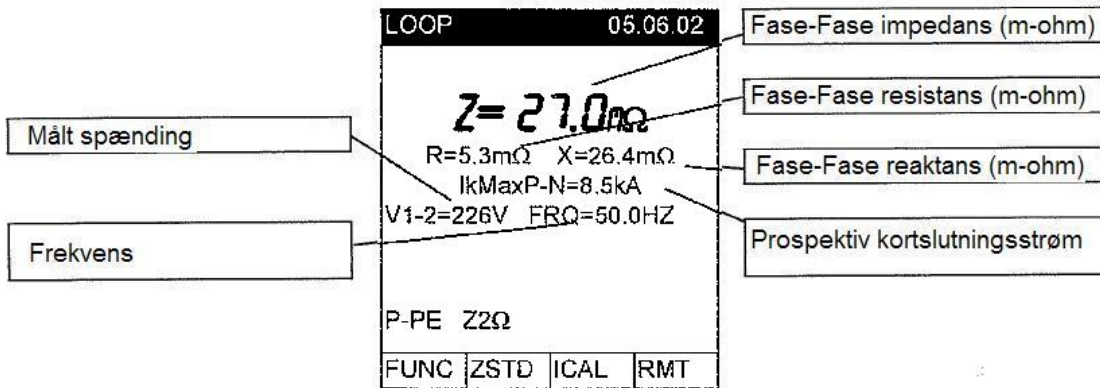 LOOP 05.06.02
Z= 27.0mΩ
R=5.3mΩ X=26.4mΩ
IkMaxP-N=8.5kA
V1-2=226V FRQ=50.0HZ
P-PE Z2Ω
FUNC ZSTD ICAL RMT
Målt spænding
Frekvens
Fase-Fase impedans (m-ohm)
Fase-Fase resistans (m-ohm)
Fase-Fase reaktans (m-ohm)
Prospektiv kortslutningsstrøm